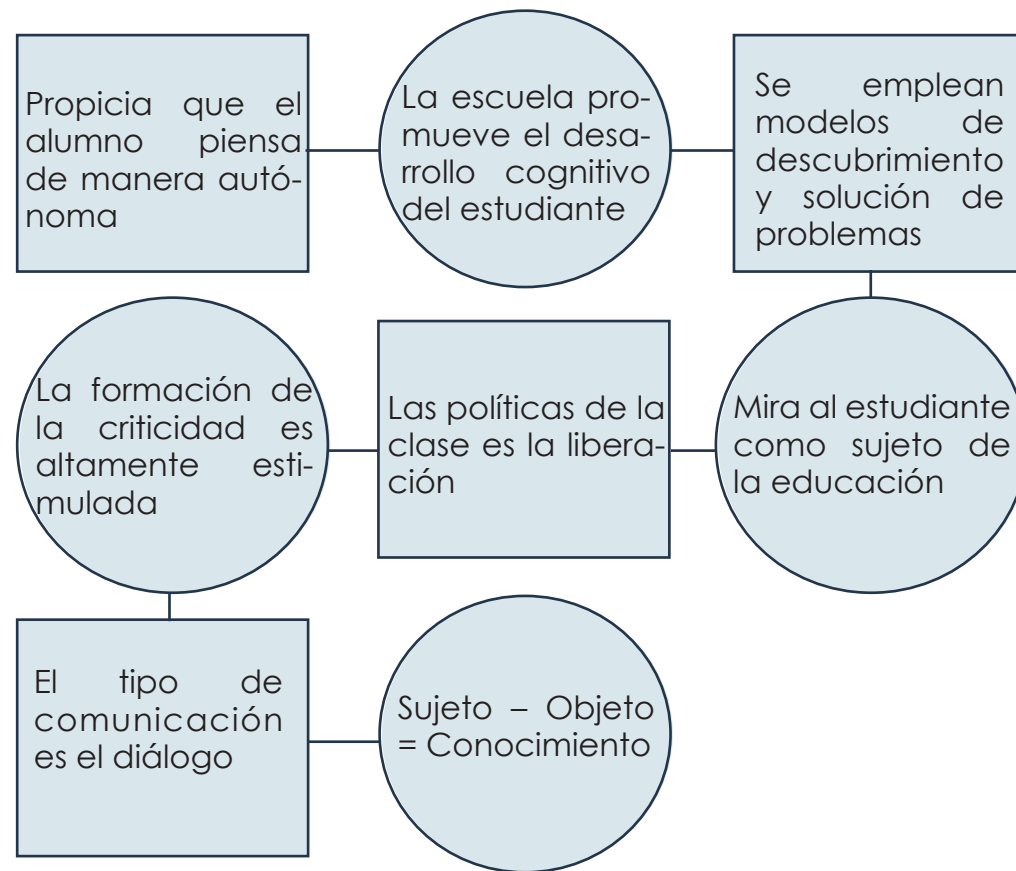 Propicia que el
alumno piensa
de manera autó-
noma
La escuela pro-
mueve el desa-
rrollo cognitivo
del estudiante
Se emplean
modelos de
descubrimiento
y solución de
problemas
Mira al estudiante
como sujeto de
la educación
Las políticas de la
clase es la libera-
ción
La formación de
la criticidad es
altamente esti-
mulada
El tipo de
comunicación
es el diálogo
Sujeto – Objeto
= Conocimiento